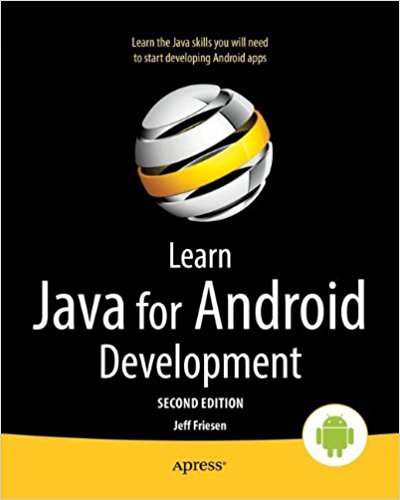 Learn the Java skills you will need
to start developing Android apps
Learn
Java for Android
Development
SECOND EDITION
Jeff Friesen
Apress®